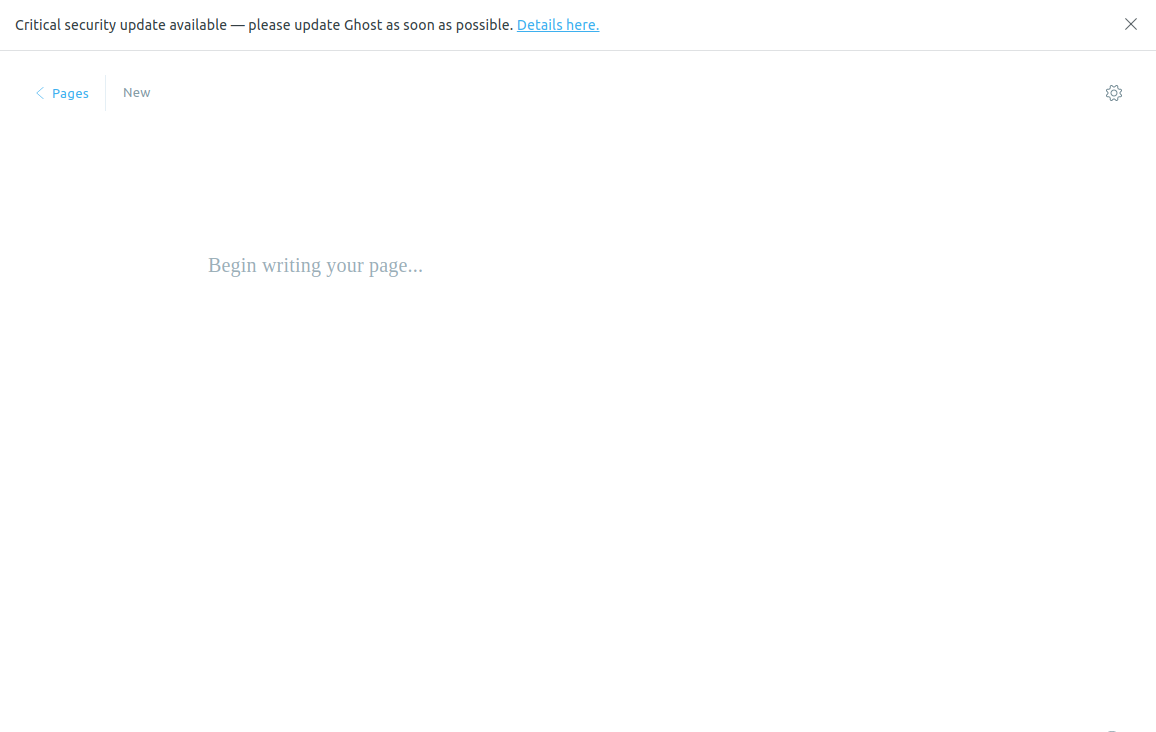 Critical security update available — please update Ghost as soon as possible. Details here.
Pages
New
Begin writing your page...